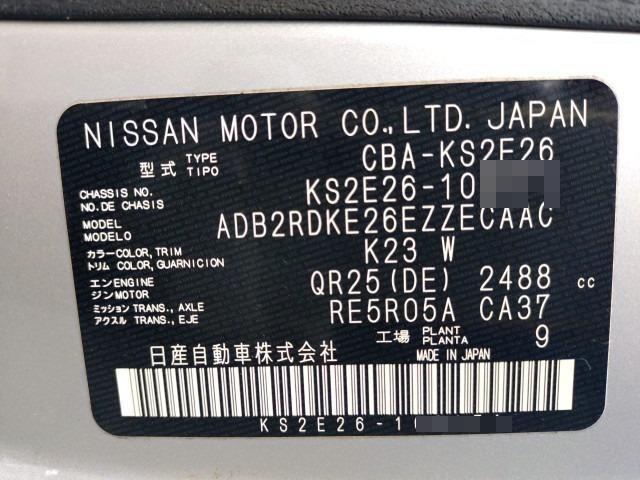 NISSAN MOTOR CO.,LTD. JAPAN
型式 TYPE TIPO CBA-KS2E26
CHASSIS NO. NO. DE CHASIS KS2E26-10
MODEL MODELO ADB2RDKE26EZZECAAC
カラー COLOR, TRIM トリム COLOR, GUARNICION K23 W
エンジン ENGINE MOTOR QR25(DE) 2488 cc
ミッション TRANS., AXLE アクスル TRANS., EJE RE5R05A CA37
工場 PLANT PLANTA 9
日産自動車株式会社 MADE IN JAPAN
KS2E26-10